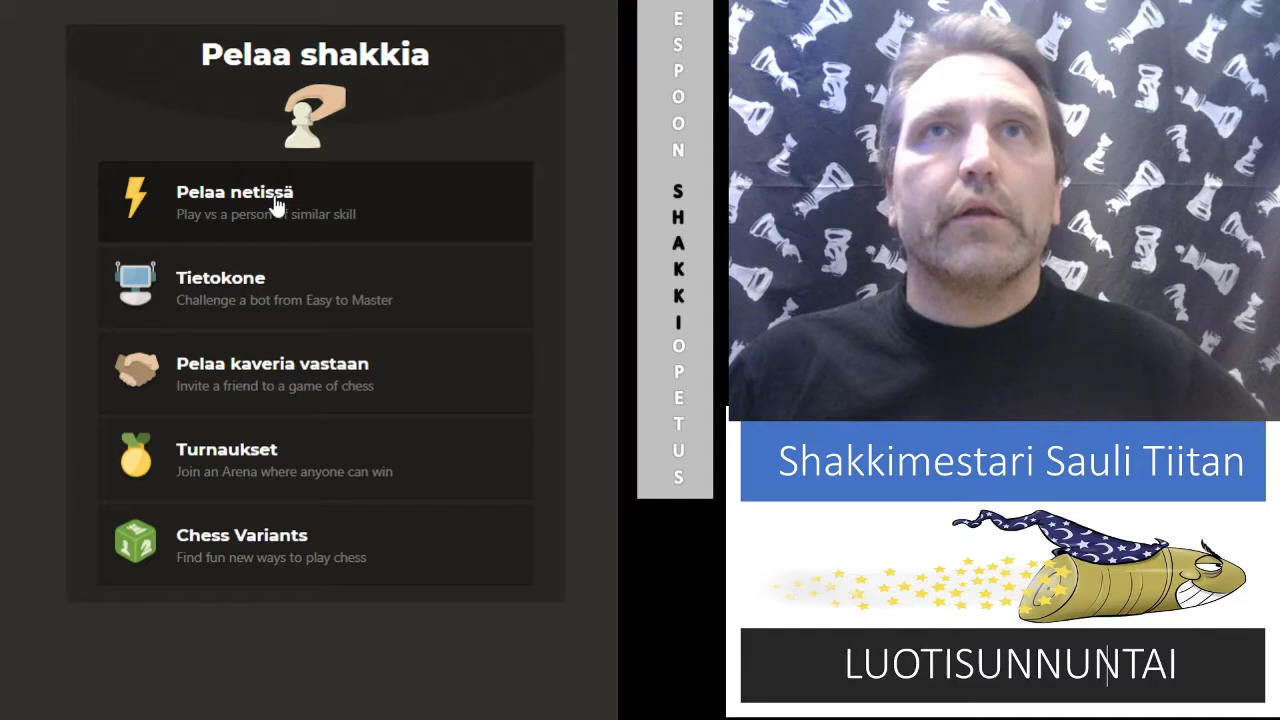 Pelaa shakkia
Pelaa netissä
Play vs a person of similar skill
Tietokone
Challenge a bot from Easy to Master
Pelaa kaveria vastaan
Invite a friend to a game of chess
Turnaukset
Join an Arena where anyone can win
Chess Variants
Find fun new ways to play chess
ESPOON SHAKKIOPETUS
Shakkimestari Sauli Tiitan
LUOTISUNNUNTAI